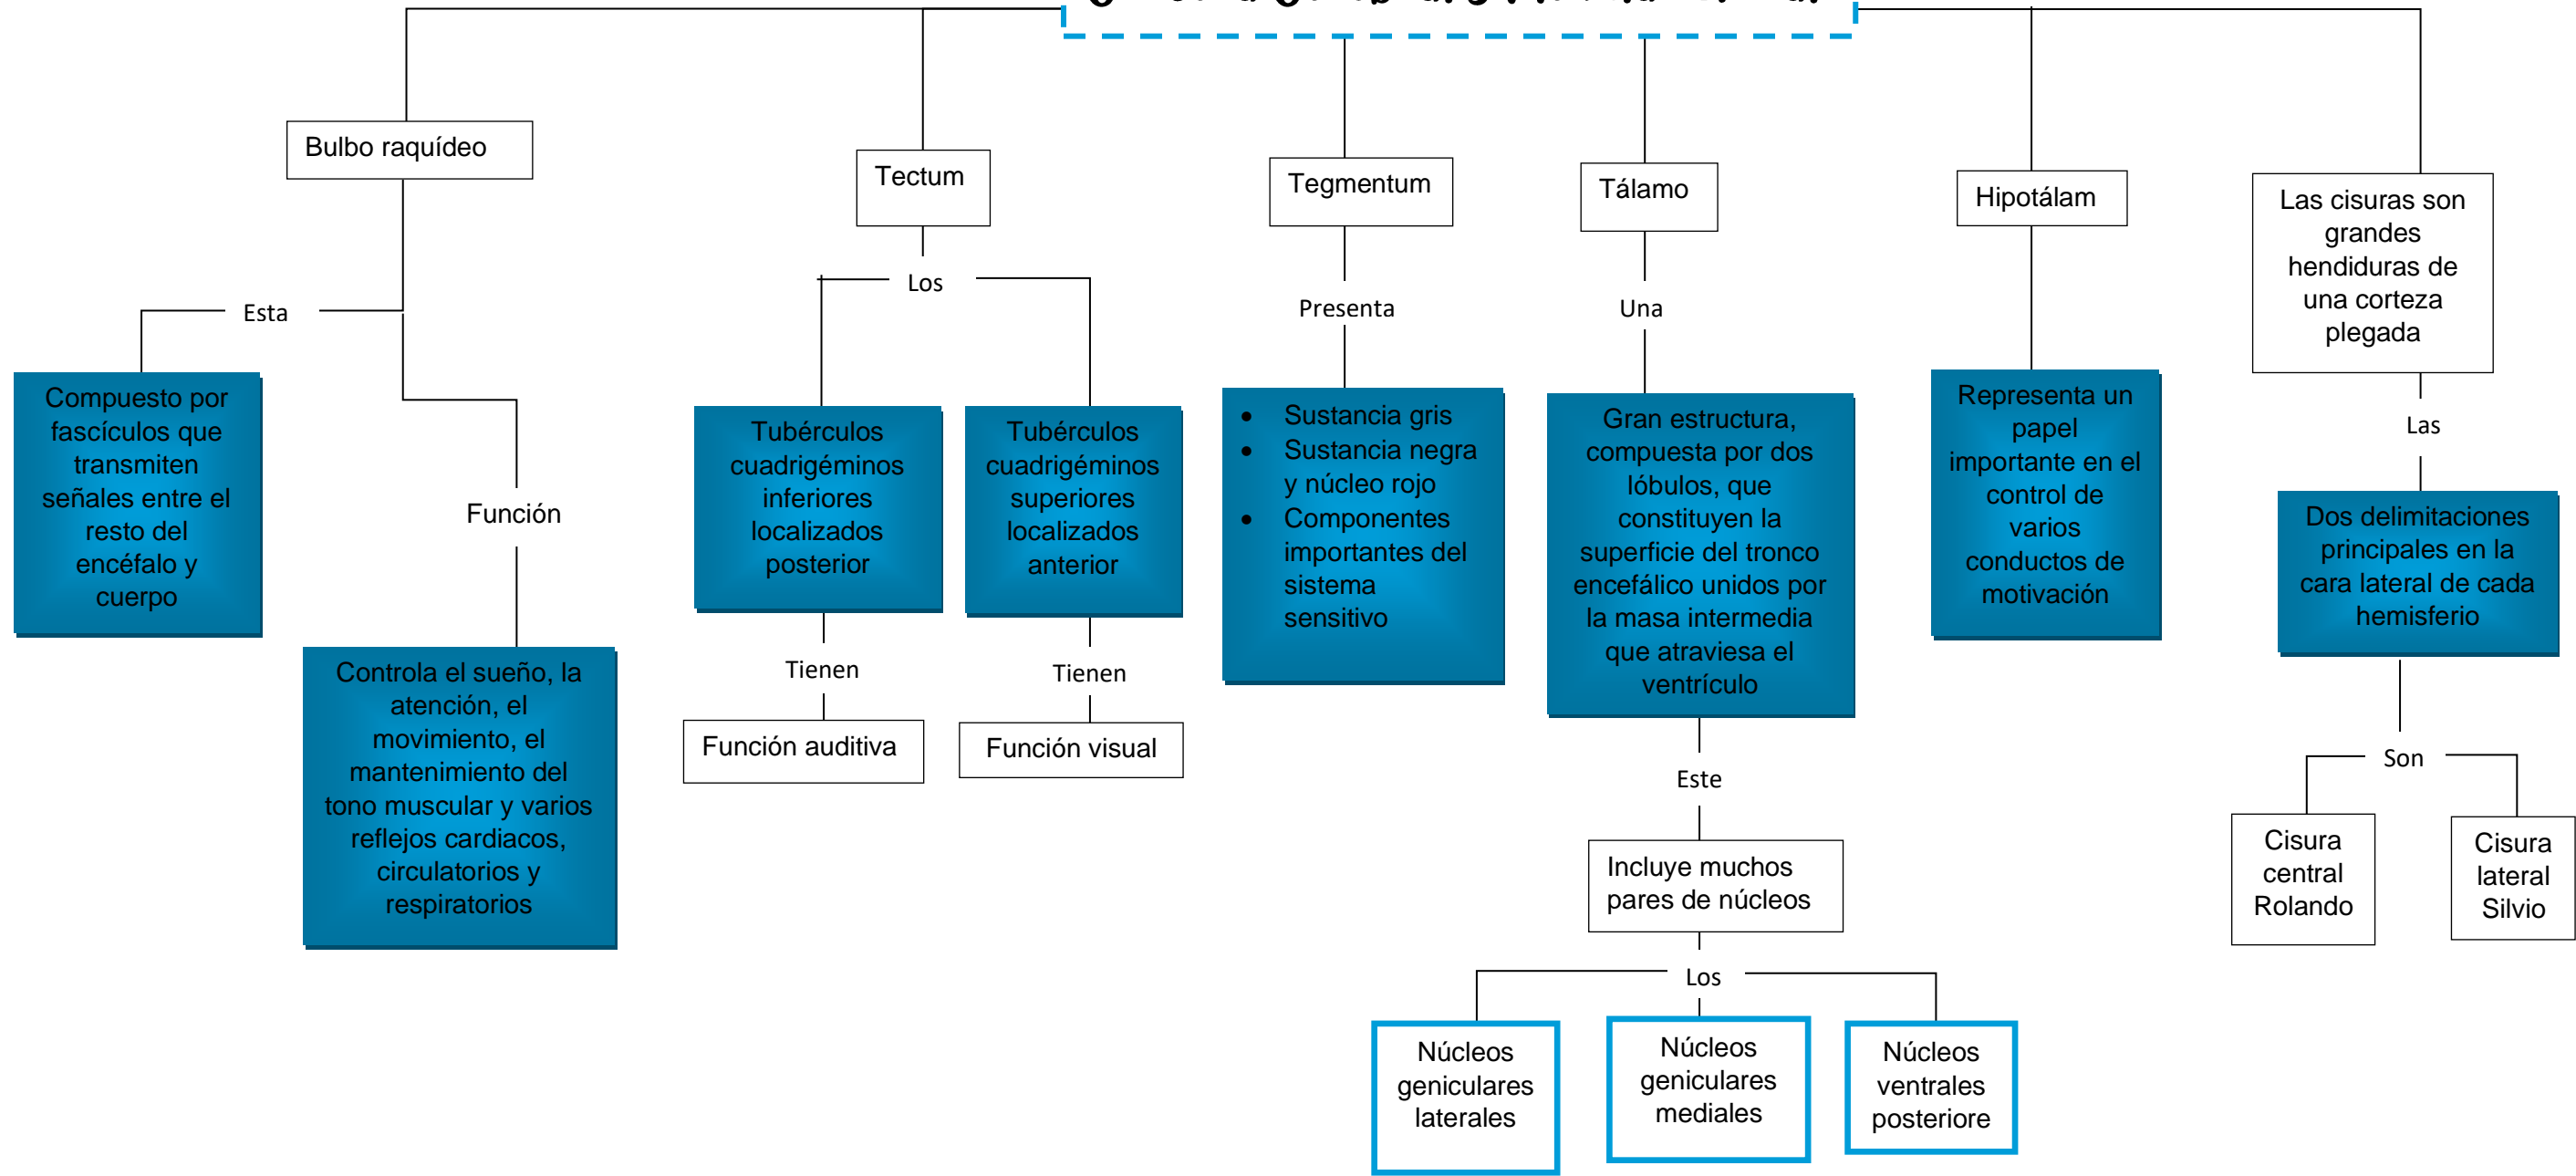 Bulbo raquídeo
Tectum
Tegmentum
Tálamo
Hipotálam
Las cisuras son
grandes
hendiduras de
una corteza
plegada
Esta
Los
Presenta
Una
Las
Compuesto por
fascículos que
transmiten
señales entre el
resto del
encéfalo y
cuerpo
Función
Controla el sueño, la
atención, el
movimiento, el
mantenimiento del
tono muscular y varios
reflejos cardiacos,
circulatorios y
respiratorios
Tubérculos
cuadrigéminos
inferiores
localizados
posterior
Tienen
Función auditiva
Tubérculos
cuadrigéminos
superiores
localizados
anterior
Tienen
Función visual
• Sustancia gris
• Sustancia negra
y núcleo rojo
• Componentes
importantes del
sistema
sensitivo
Gran estructura,
compuesta por dos
lóbulos, que
constituyen la
superficie del tronco
encefálico unidos por
la masa intermedia
que atraviesa el
ventrículo
Este
Incluye muchos
pares de núcleos
Los
Núcleos
geniculares
laterales
Núcleos
geniculares
mediales
Núcleos
ventrales
posteriore
Representa un
papel
importante en el
control de
varios
conductos de
motivación
Dos delimitaciones
principales en la
cara lateral de cada
hemisferio
Son
Cisura
central
Rolando
Cisura
lateral
Silvio